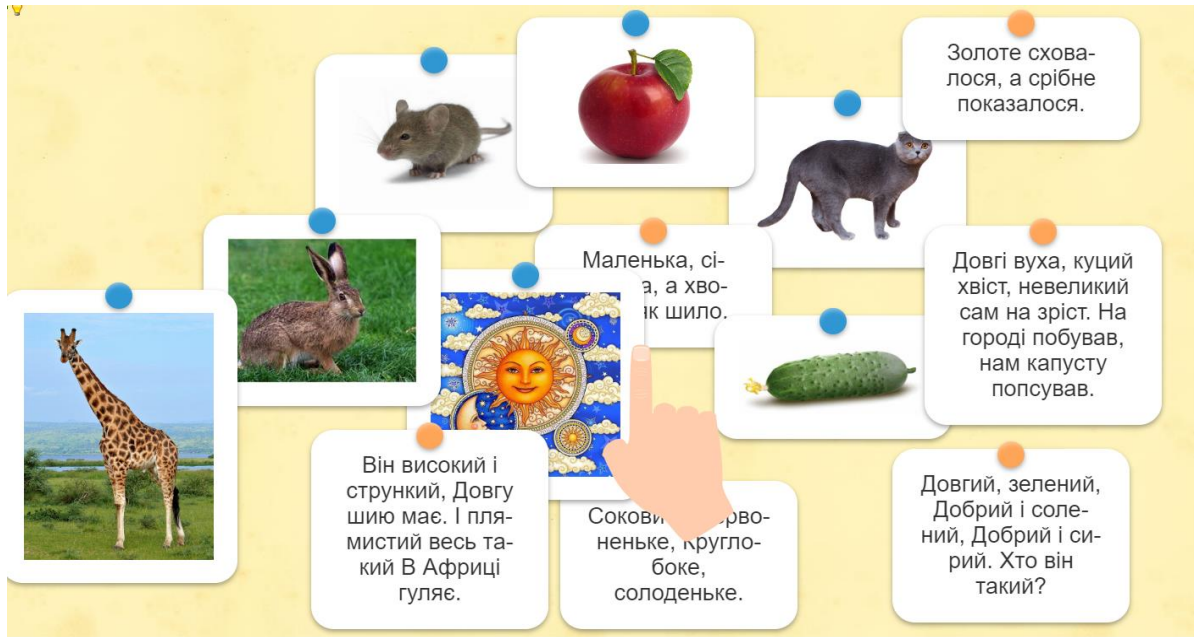 Золоте схова-
лося, а срібне
показалося.
Маленька, сі-
а, а хво-
як шило.
Довгі вуха, куций
хвіст, невеликий
сам на зріст. На
городі побував,
нам капусту
попсував.
Він високий і
стрункий, Довгу
шию має. І пля-
мистий весь та-
кий В Африці
гуляє.
Сокови рво-
неньке, Кругло-
боке,
солоденьке.
Довгий, зелений,
Добрий і соле-
ний, Добрий і си-
рий. Хто він
такий?